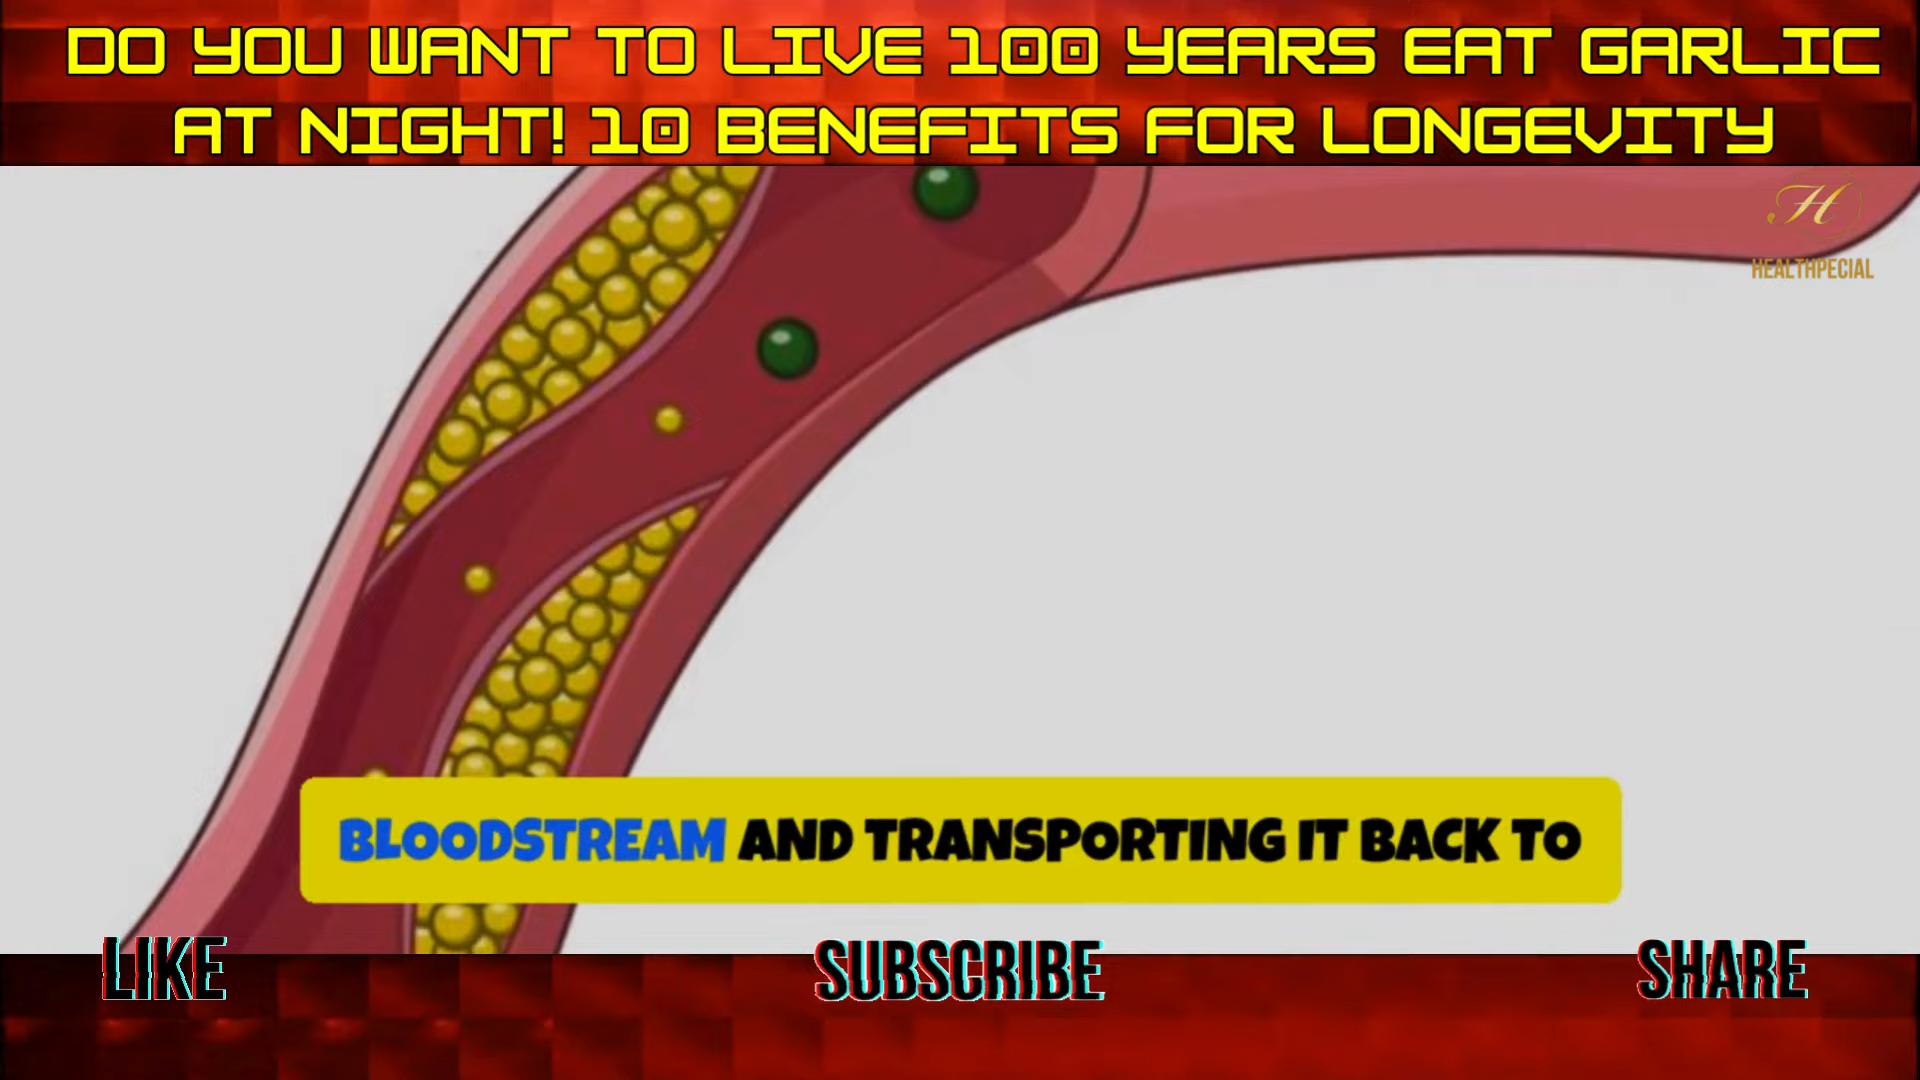 DO YOU WANT TO LIVE 100 YEARS EAT GARLIC
AT NIGHT! 10 BENEFITS FOR LONGEVITY
H
HEALTHPECIAL
BLOODSTREAM AND TRANSPORTING IT BACK TO
LIKE
SUBSCRIBE
SHARE